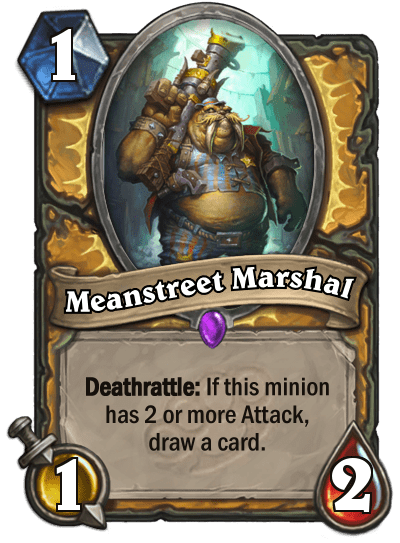 1
Meanstreet Marshal
Deathrattle: If this minion
has 2 or more Attack,
draw a card.
1
2